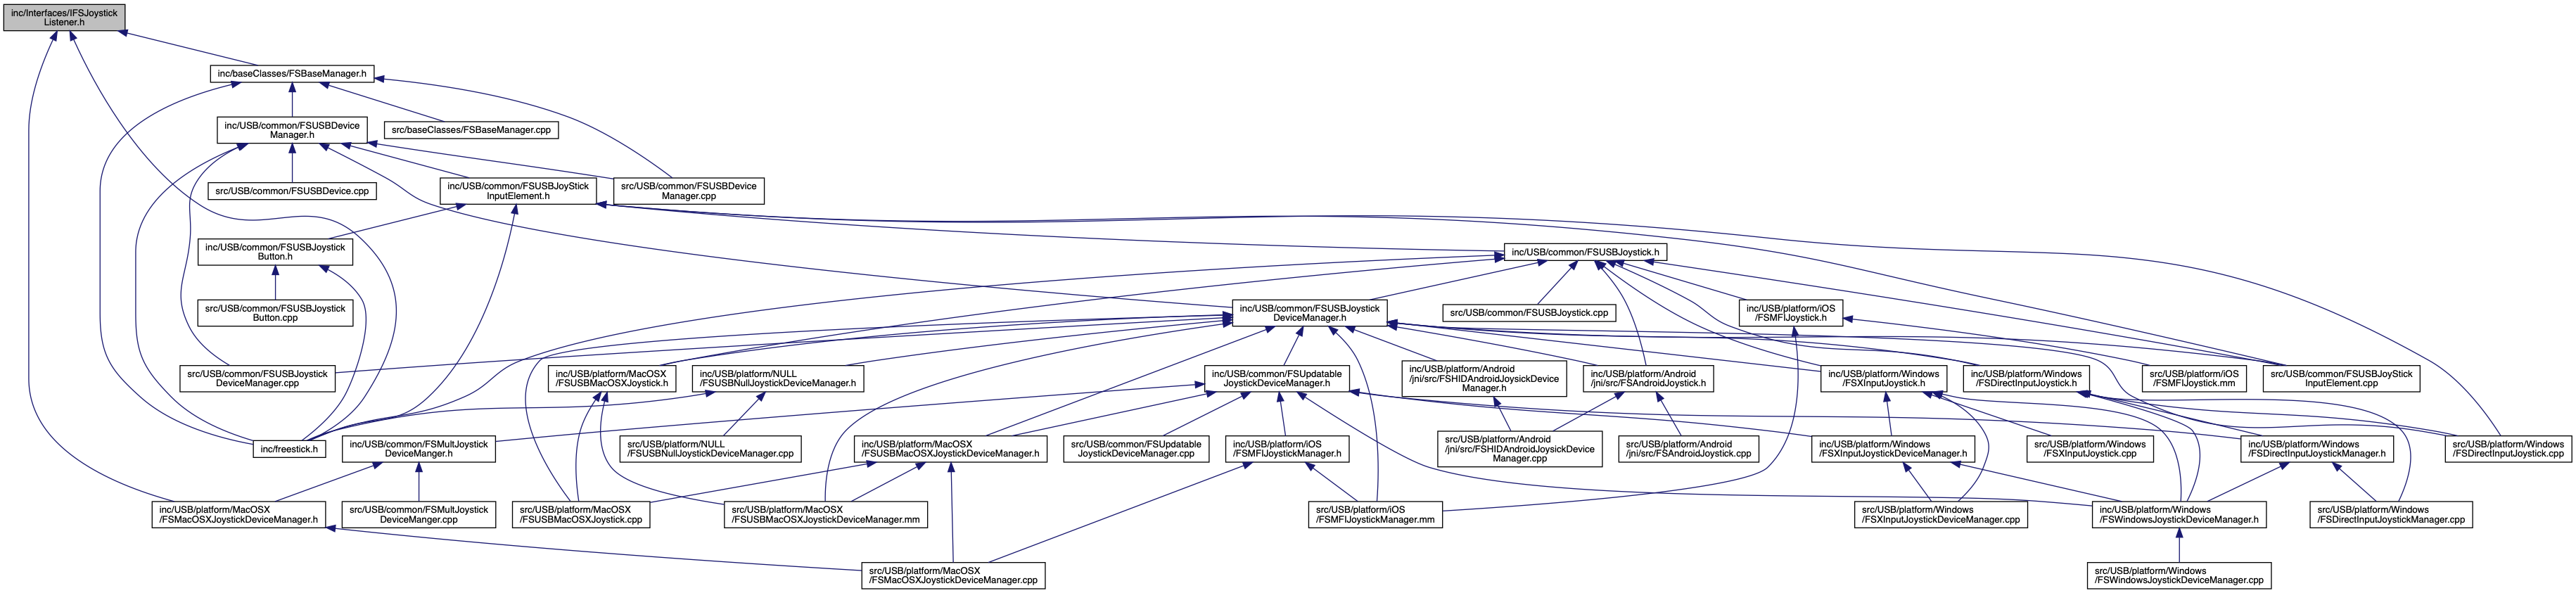 inc/Interfaces/IFSJoystick
Listener.h
inc/baseClasses/FSBaseManager.h
inc/USB/common/FSUSBDevice
Manager.h
src/baseClasses/FSBaseManager.cpp
src/USB/common/FSUSBDevice.cpp
inc/USB/common/FSUSBJoyStick
InputElement.h
src/USB/common/FSUSBDevice
Manager.cpp
inc/USB/common/FSUSBJoystick
Button.h
inc/USB/common/FSUSBJoystick.h
src/USB/common/FSUSBJoystick
Button.cpp
inc/USB/common/FSUSBJoystick
DeviceManager.h
src/USB/common/FSUSBJoystick.cpp
inc/USB/platform/iOS
/FSMFIJoystick.h
src/USB/common/FSUSBJoystick
DeviceManager.cpp
inc/USB/platform/MacOSX
/FSUSBMacOSXJoystick.h
inc/USB/platform/NULL
/FSUSBNullJoystickDeviceManager.h
inc/USB/common/FSUpdatable
JoystickDeviceManager.h
inc/USB/platform/Android
/jni/src/FSHIDAndroidJoysickDevice
Manager.h
inc/USB/platform/Android
/jni/src/FSAndroidJoystick.h
inc/USB/platform/Windows
/FSXInputJoystick.h
inc/USB/platform/Windows
/FSDirectInputJoystick.h
src/USB/platform/iOS
/FSMFIJoystick.mm
src/USB/common/FSUSBJoyStick
InputElement.cpp
inc/freestick.h
inc/USB/common/FSMultJoystick
DeviceManger.h
src/USB/platform/NULL
/FSUSBNullJoystickDeviceManager.cpp
inc/USB/platform/MacOSX
/FSUSBMacOSXJoystickDeviceManager.h
src/USB/common/FSUpdatable
JoystickDeviceManager.cpp
inc/USB/platform/iOS
/FSMFIJoystickManager.h
src/USB/platform/Android
/jni/src/FSHIDAndroidJoysickDevice
Manager.cpp
src/USB/platform/Android
/jni/src/FSAndroidJoystick.cpp
inc/USB/platform/Windows
/FSXInputJoystickDeviceManager.h
src/USB/platform/Windows
/FSXInputJoystick.cpp
inc/USB/platform/Windows
/FSDirectInputJoystickManager.h
src/USB/platform/Windows
/FSDirectInputJoystick.cpp
inc/USB/platform/MacOSX
/FSMacOSXJoystickDeviceManager.h
src/USB/common/FSMultJoystick
DeviceManger.cpp
src/USB/platform/MacOSX
/FSUSBMacOSXJoystick.cpp
src/USB/platform/MacOSX
/FSUSBMacOSXJoystickDeviceManager.mm
src/USB/platform/iOS
/FSMFIJoystickManager.mm
src/USB/platform/Windows
/FSXInputJoystickDeviceManager.cpp
inc/USB/platform/Windows
/FSWindowsJoystickDeviceManager.h
src/USB/platform/Windows
/FSDirectInputJoystickManager.cpp
src/USB/platform/MacOSX
/FSMacOSXJoystickDeviceManager.cpp
src/USB/platform/Windows
/FSWindowsJoystickDeviceManager.cpp